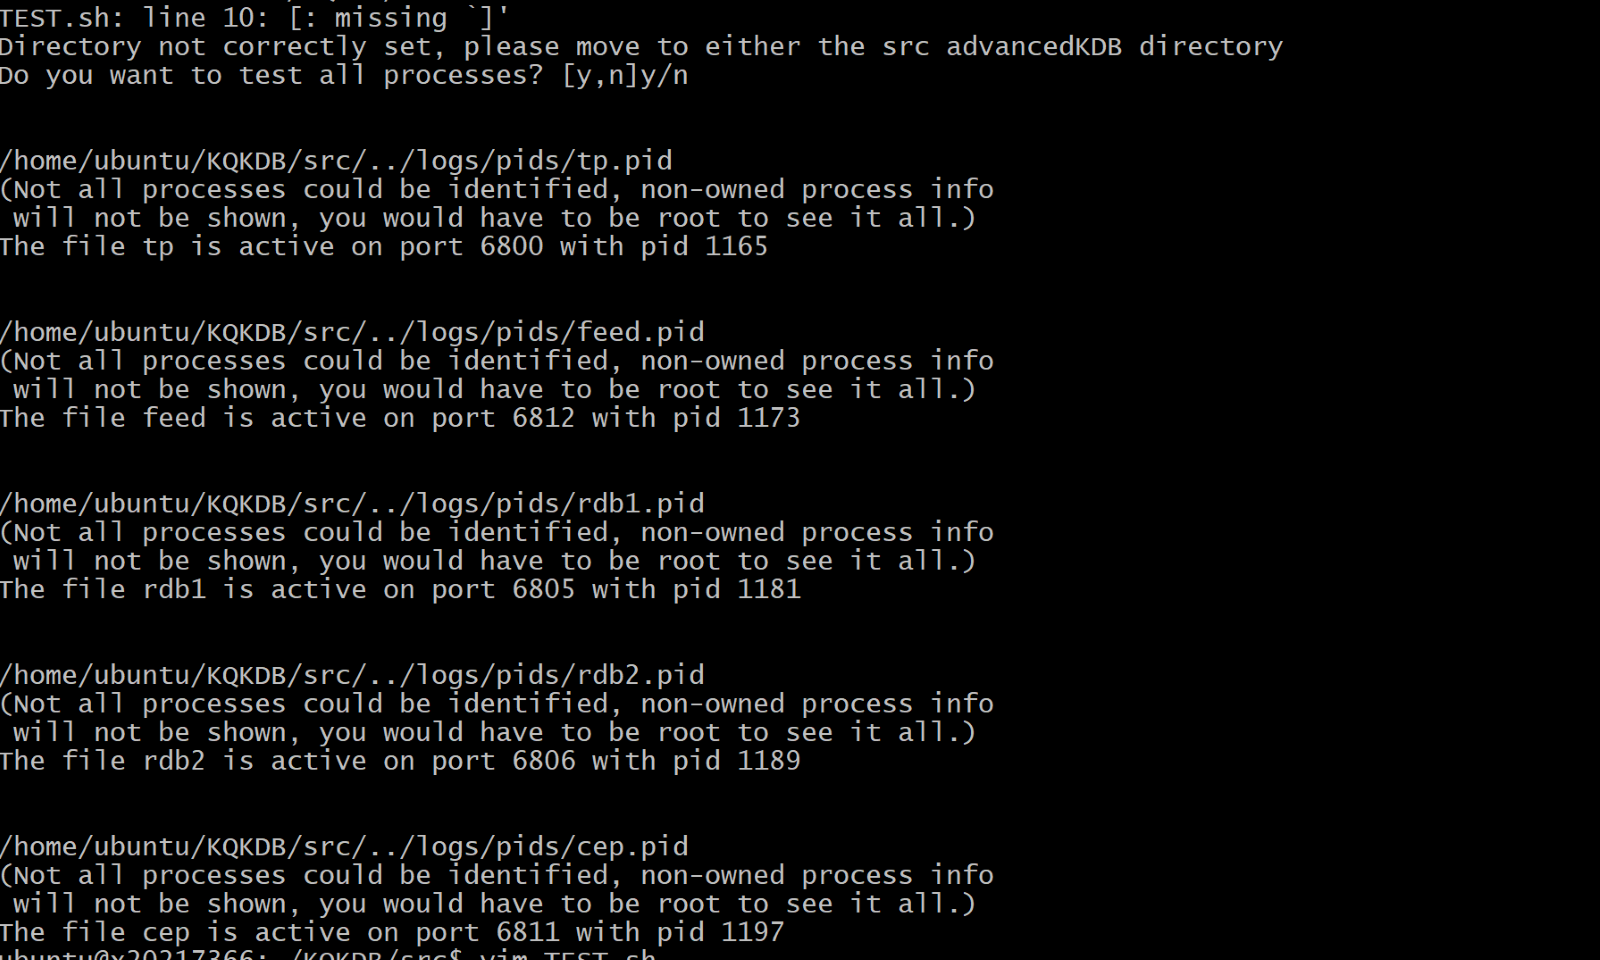 TEST.sh: line 10: [: missing `]'
Directory not correctly set, please move to either the src advancedKDB directory
Do you want to test all processes? [y,n]y/n
/home/ubuntu/KQKDB/src/../logs/pids/tp.pid
(Not all processes could be identified, non-owned process info
will not be shown, you would have to be root to see it all.)
The file tp is active on port 6800 with pid 1165
/home/ubuntu/KQKDB/src/../logs/pids/feed.pid
(Not all processes could be identified, non-owned process info
will not be shown, you would have to be root to see it all.)
The file feed is active on port 6812 with pid 1173
/home/ubuntu/KQKDB/src/../logs/pids/rdb1.pid
(Not all processes could be identified, non-owned process info
will not be shown, you would have to be root to see it all.)
The file rdb1 is active on port 6805 with pid 1181
/home/ubuntu/KQKDB/src/../logs/pids/rdb2.pid
(Not all processes could be identified, non-owned process info
will not be shown, you would have to be root to see it all.)
The file rdb2 is active on port 6806 with pid 1189
/home/ubuntu/KQKDB/src/../logs/pids/cep.pid
(Not all processes could be identified, non-owned process info
will not be shown, you would have to be root to see it all.)
The file cep is active on port 6811 with pid 1197
ubuntu@x20217366:~/KQKDB/src$ vim TEST.sh